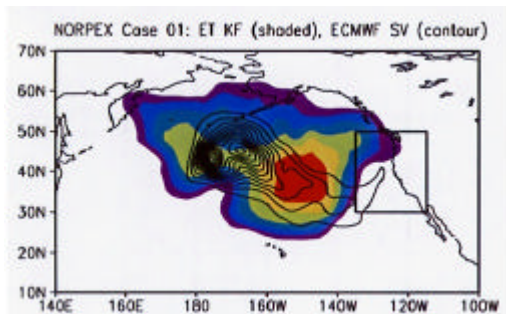 NORPEX Case 01: ET KF (shaded), ECMWF SV (contour)
70N
60N
50N
40N
30N
20N
10N
140E 160E 180 160W 140W 120W 100W